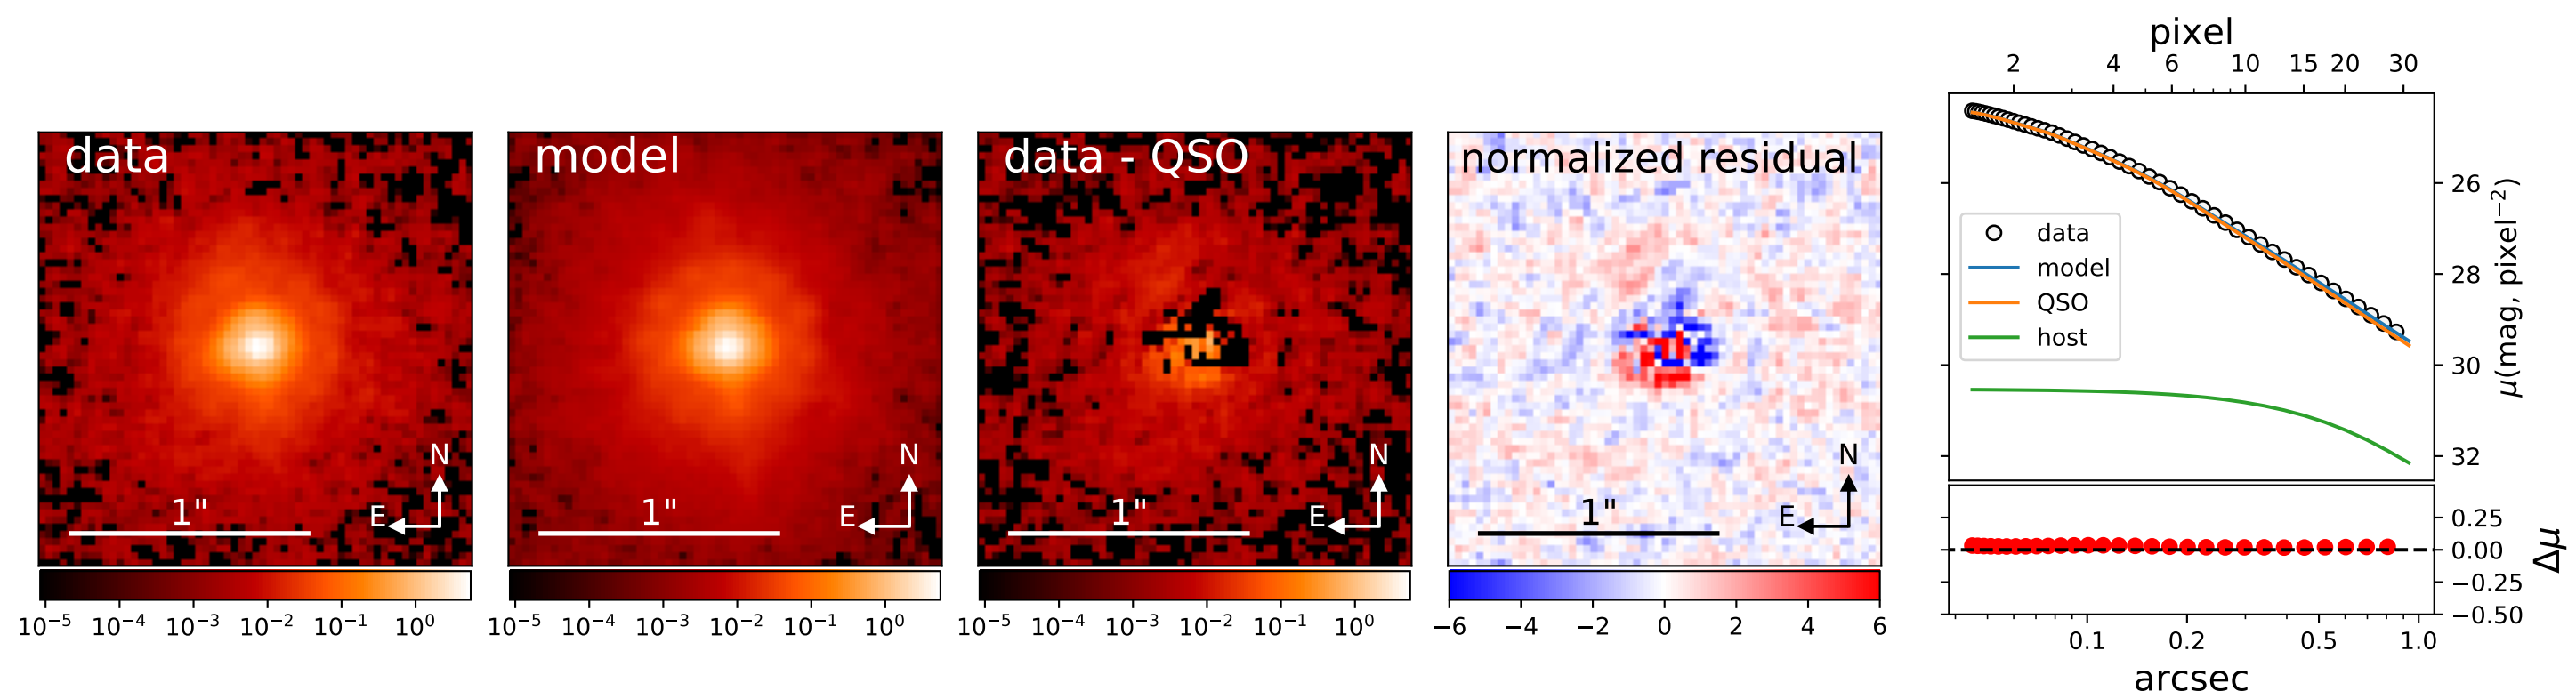 data
N
E
1"
10⁻⁵ 10⁻⁴ 10⁻³ 10⁻² 10⁻¹ 10⁰
model
N
E
1"
10⁻⁵ 10⁻⁴ 10⁻³ 10⁻² 10⁻¹ 10⁰
data - QSO
N
E
1"
10⁻⁵ 10⁻⁴ 10⁻³ 10⁻² 10⁻¹ 10⁰
normalized residual
N
E
1"
−6 −4 −2 0 2 4 6
pixel
2 4 6 10 15 20 30
data
model
QSO
host
26
28
30
32
μ(mag, pixel⁻²)
0.25
0.00
−0.25
−0.50
Δμ
0.1 0.2 0.5 1.0
arcsec